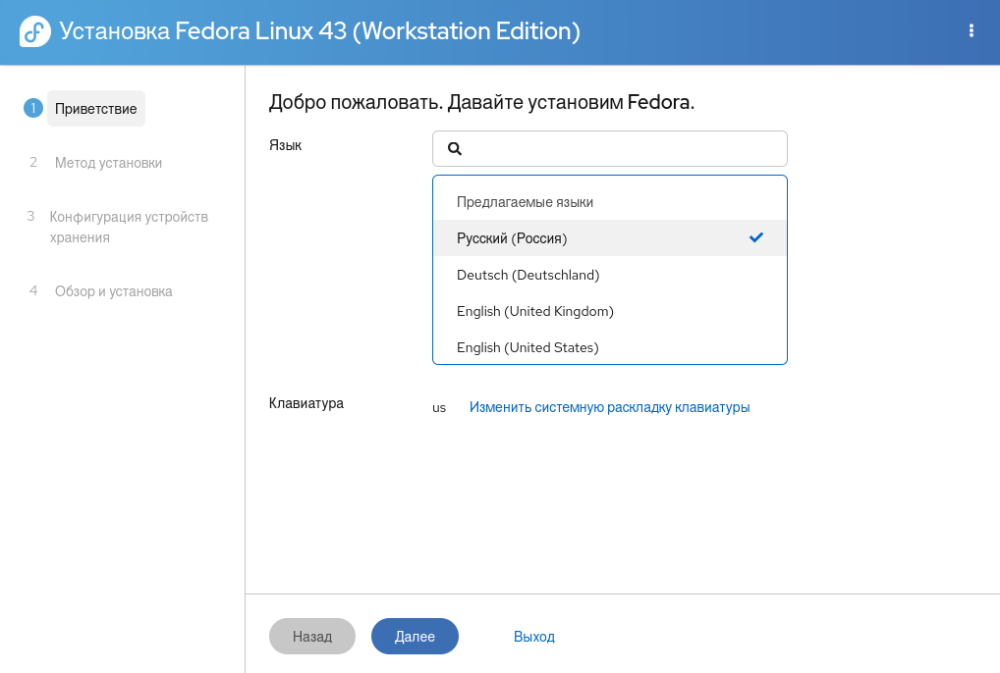 Установка Fedora Linux 43 (Workstation Edition)
1 Приветствие
2 Метод установки
3 Конфигурация устройств
хранения
4 Обзор и установка
Добро пожаловать. Давайте установим Fedora.
Язык
Предлагаемые языки
Русский (Россия)
Deutsch (Deutschland)
English (United Kingdom)
English (United States)
Клавиатура
us Изменить системную раскладку клавиатуры
Назад Далее Выход